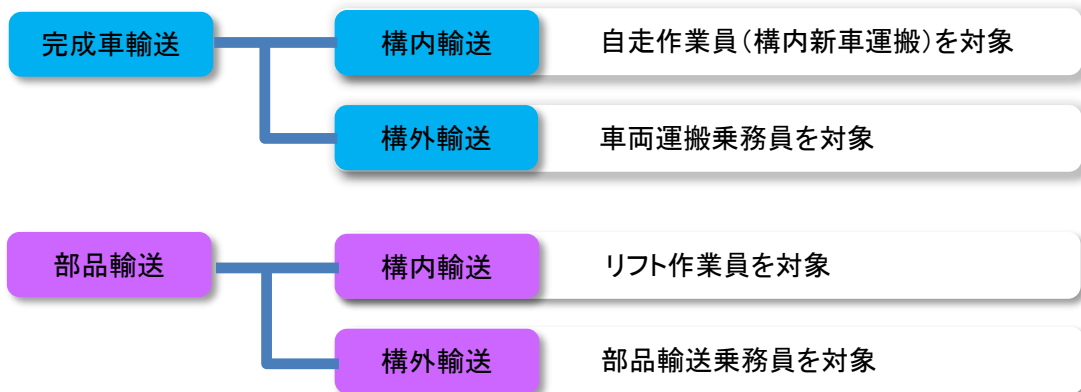 完成車輸送
構内輸送
自走作業員（構内新車運搬）を対象
構外輸送
車両運搬乗務員を対象
部品輸送
構内輸送
リフト作業員を対象
構外輸送
部品輸送乗務員を対象